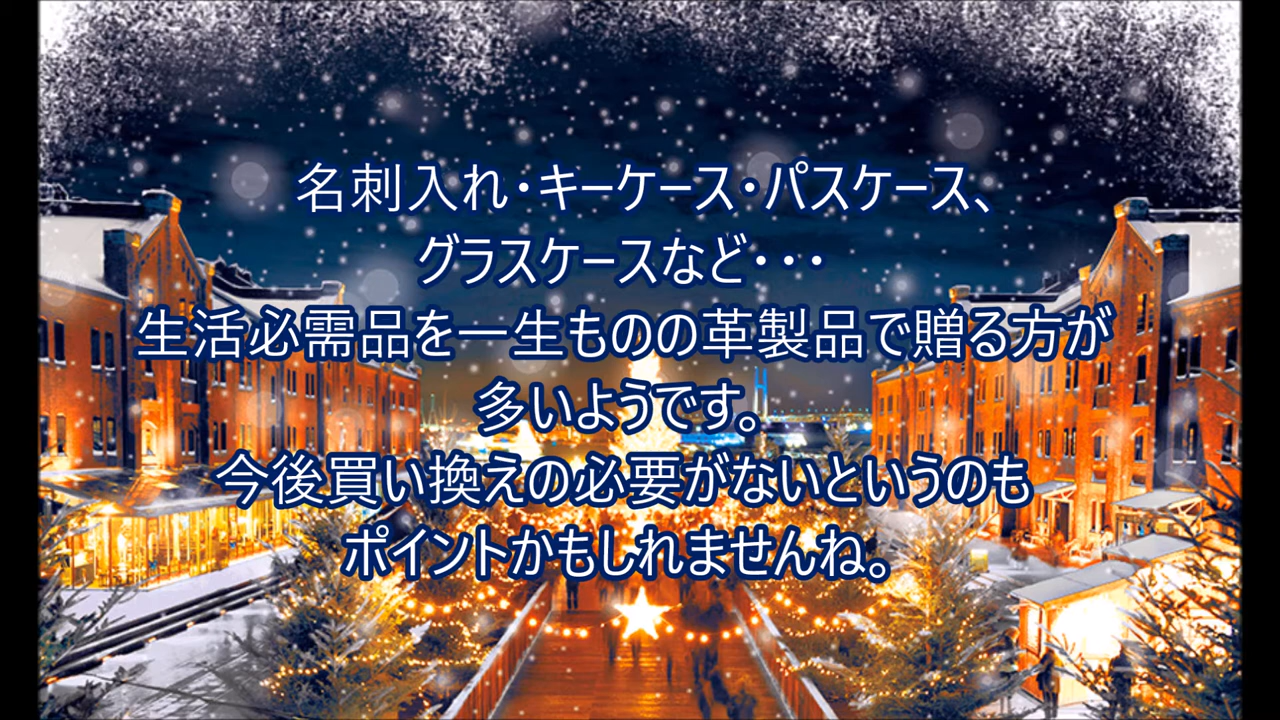 名刺入れ・キーケース・パスケース、
グラスケースなど・・・
生活必需品を一生ものの革製品で贈る方が
多いようです。
今後買い換えの必要がないというのも
ポイントかもしれませんね。